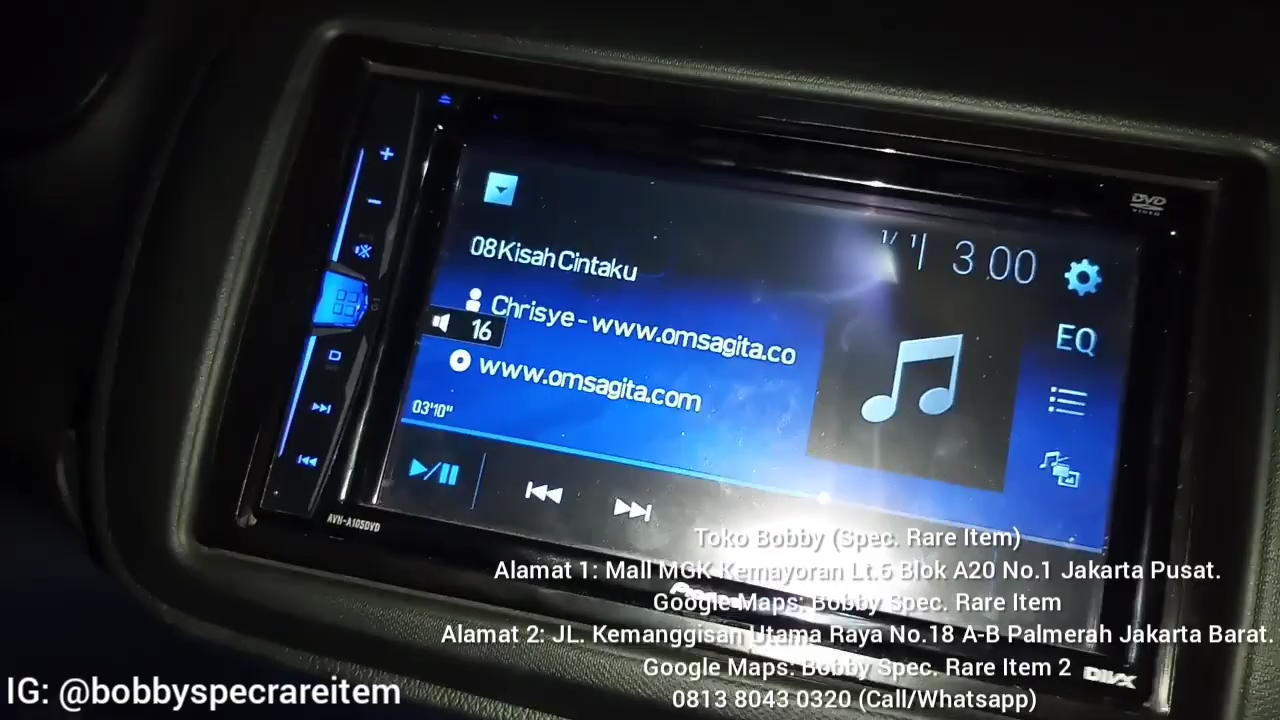 DVD
VIDEO
1/ 1
3:00
08 Kisah Cintaku
Chrisye - www.omsagita.co
EQ
16
www.omsagita.com
03'10"
AVH-A105DVD
DIVX
Toko Bobby (Spec. Rare Item)
Alamat 1: Mall MGK Kemayoran Lt.6 Blok A20 No.1 Jakarta Pusat.
Google Maps: Bobby Spec. Rare Item
Alamat 2: JL. Kemanggisan Utama Raya No.18 A-B Palmerah Jakarta Barat.
Google Maps: Bobby Spec. Rare Item 2
0813 8043 0320 (Call/Whatsapp)
IG: @bobbyspecrareitem